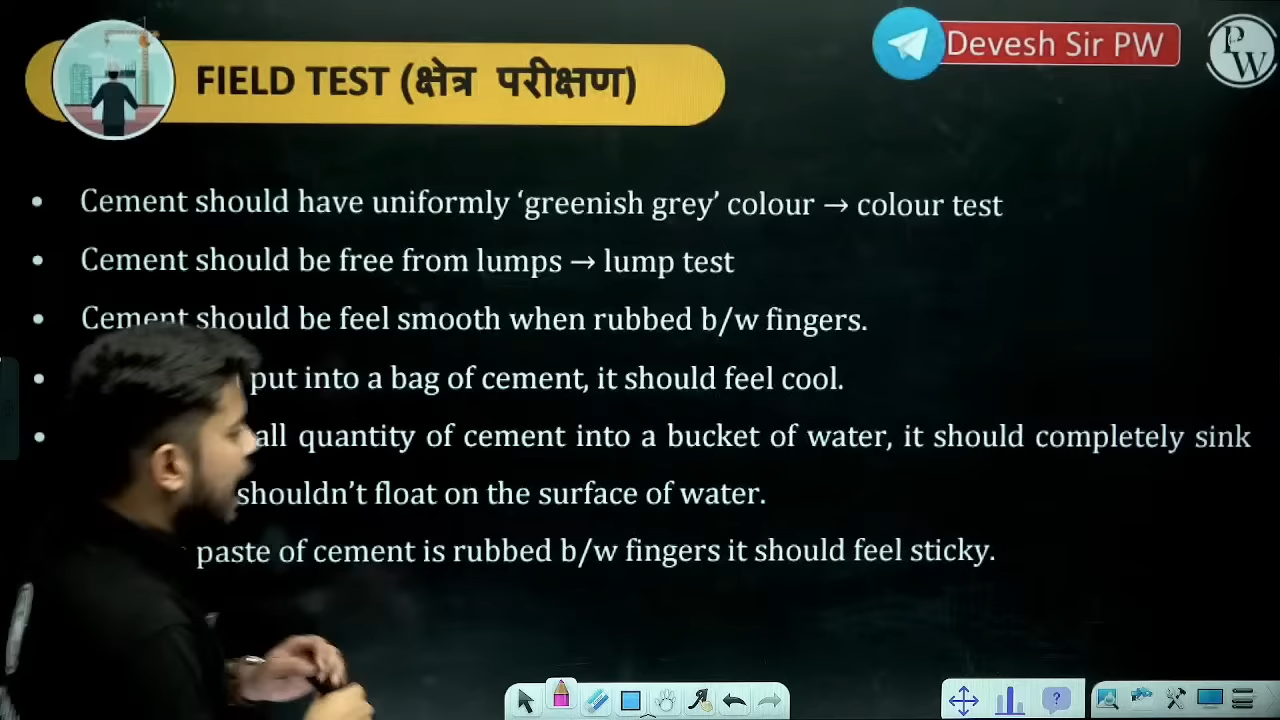 FIELD TEST (क्षेत्र परीक्षण)
Devesh Sir PW
PW
• Cement should have uniformly ‘greenish grey’ colour → colour test
• Cement should be free from lumps → lump test
• Cement should be feel smooth when rubbed b/w fingers.
• put into a bag of cement, it should feel cool.
• quantity of cement into a bucket of water, it should completely sink
shouldn’t float on the surface of water.
paste of cement is rubbed b/w fingers it should feel sticky.